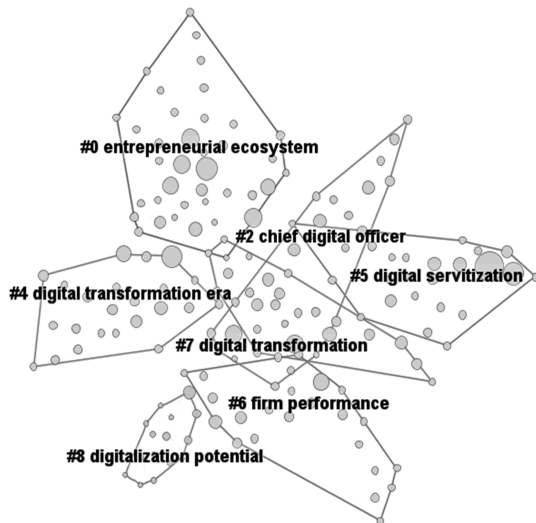 #0 entrepreneurial ecosystem
#2 chief digital officer
#5 digital servitization
#4 digital transformation era
#7 digital transformation
#6 firm performance
#8 digitalization potential